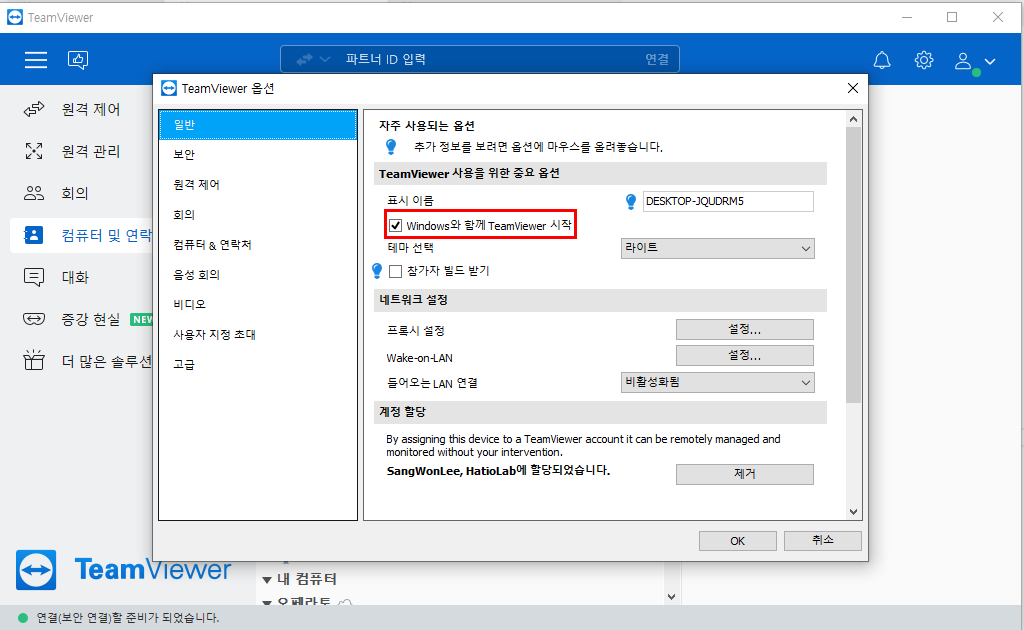 TeamViewer
파트너 ID 입력
연결
원격 제어
원격 관리
회의
컴퓨터 및 연락
대화
증강 현실 NEW
더 많은 솔루션
TeamViewer 옵션
일반
보안
원격 제어
회의
컴퓨터 & 연락처
음성 회의
비디오
사용자 지정 초대
고급
자주 사용되는 옵션
추가 정보를 보려면 옵션에 마우스를 올려놓습니다.
TeamViewer 사용을 위한 중요 옵션
표시 이름
DESKTOP-JQUDRM5
Windows와 함께 TeamViewer 시작
테마 선택
라이트
참가자 빌드 받기
네트워크 설정
프록시 설정
설정...
Wake-on-LAN
설정...
들어오는 LAN 연결
비활성화됨
계정 할당
By assigning this device to a TeamViewer account it can be remotely managed and
monitored without your intervention.
SangWonLee, HatioLab에 할당되었습니다.
제거
OK
취소
TeamViewer
내 컴퓨터
연결(보안 연결)할 준비가 되었습니다.